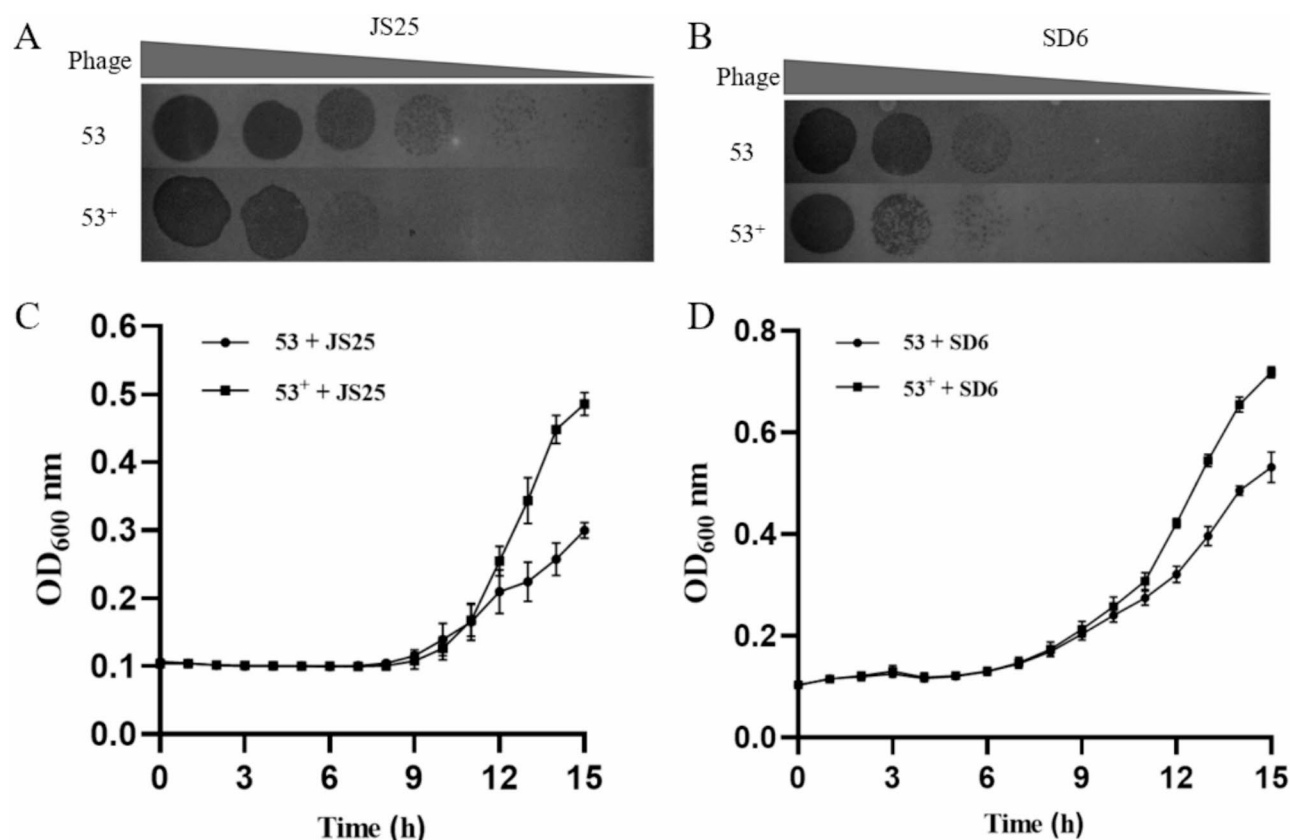 A
JS25
Phage
53
53⁺
B
SD6
Phage
53
53⁺
C
53 + JS25
53⁺ + JS25
0.6
0.5
0.4
0.3
0.2
0.1
0.0
OD₆₀₀ nm
0 3 6 9 12 15
Time (h)
D
53 + SD6
53⁺ + SD6
0.8
0.6
0.4
0.2
0.0
OD₆₀₀ nm
0 3 6 9 12 15
Time (h)